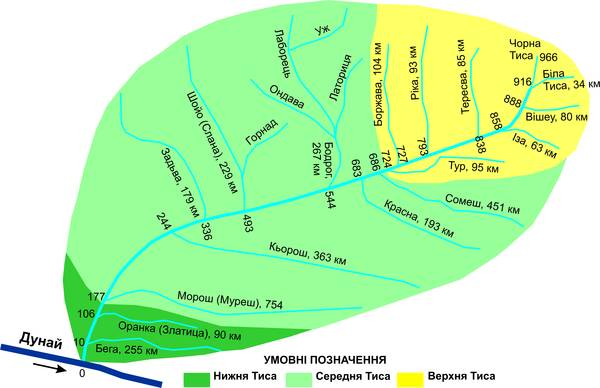 Уж
Лаборець
Латориця
Ондава
Шойо (Слана), 229 км
Горнад
Задьва, 179 км
Бодрог,
267 км
Боржава, 104 км
Ріка, 93 км
Тересва, 85 км
Чорна
Тиса
966
916
Біла
Тиса, 34 км
888
Вішеу, 80 км
858
Іза, 63 км
838
793
727
724
Тур, 95 км
686
683
Сомеш, 451 км
Красна, 193 км
544
493
336
244
Кьорош, 363 км
177
Морош (Муреш), 754
106
Оранка (Златица), 90 км
10
Бега, 255 км
0
Дунай
УМОВНІ ПОЗНАЧЕННЯ
Нижня Тиса
Середня Тиса
Верхня Тиса